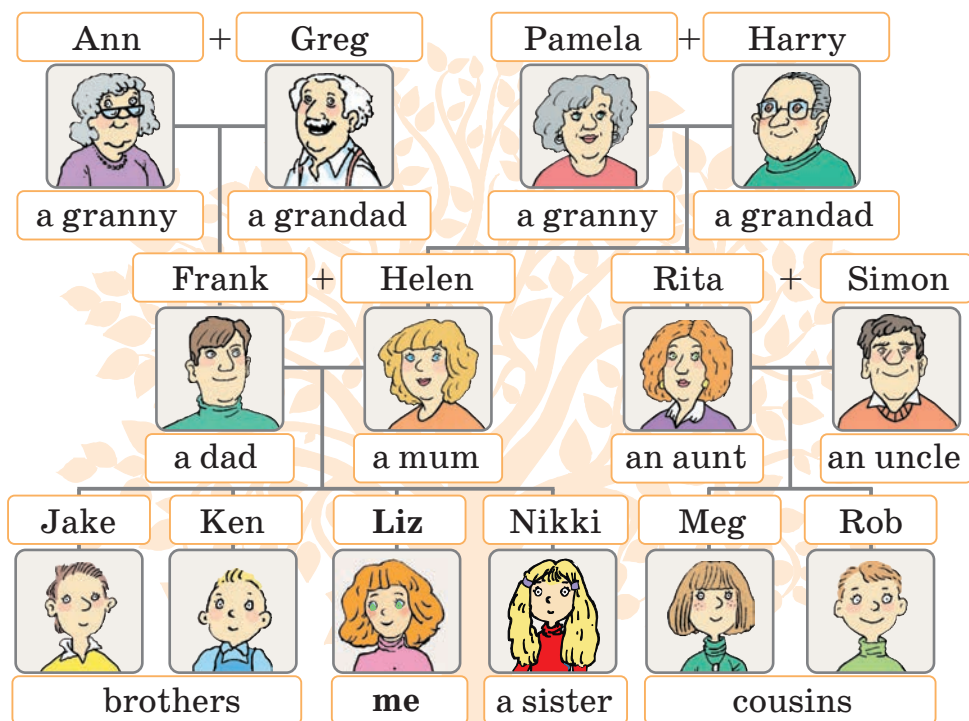 Ann + Greg Pamela + Harry
a granny a grandad a granny a grandad
Frank + Helen Rita + Simon
a dad a mum an aunt an uncle
Jake Ken Liz Nikki Meg Rob
brothers me a sister cousins